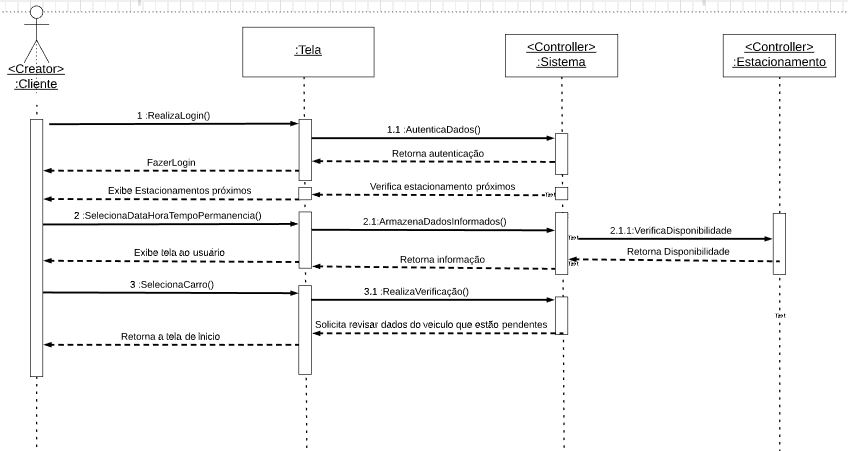 <Creator>
:Cliente
:Tela
<Controller>
:Sistema
<Controller>
:Estacionamento
1 :RealizaLogin()
1.1 :AutenticaDados()
Retorna autenticação
FazerLogin
Verifica estacionamento próximos
Text
Exibe Estacionamentos próximos
2 :SelecionaDataHoraTempoPermanencia()
2.1:ArmazenaDadosInformados()
Text
2.1.1:VerificaDisponibilidade
Retorna Disponibilidade
Text
Retorna informação
Exibe tela ao usuário
3 :SelecionaCarro()
3.1 :RealizaVerificação()
Text
Solicita revisar dados do veiculo que estão pendentes
Retorna a tela de Inicio